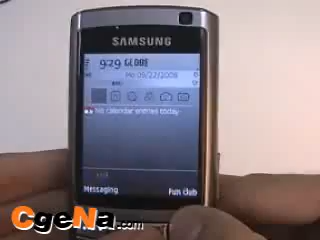 SAMSUNG
9:29 GLOBE
Mo 09/22/2008
No calendar entries today
Messaging
Fun Club
CgeNa.com